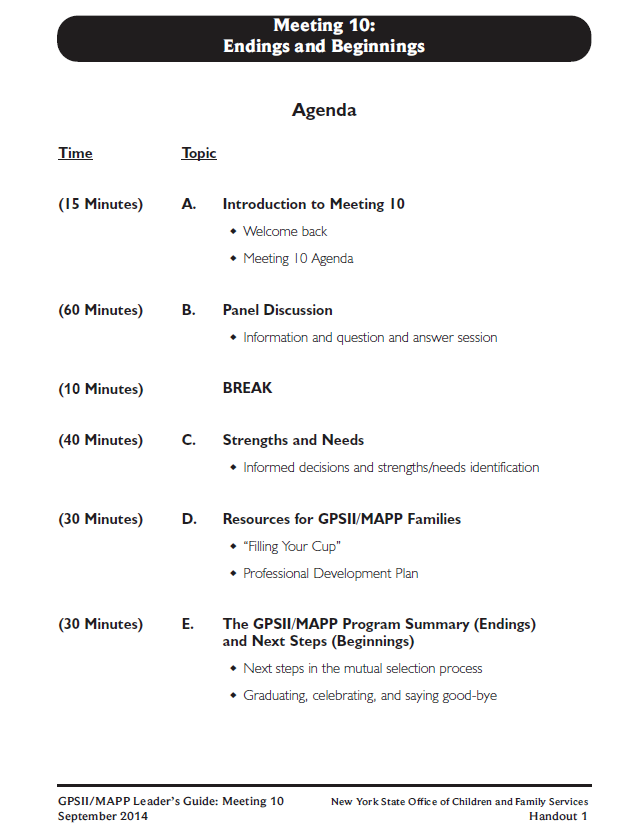 Meeting 10:
Endings and Beginnings
Agenda
Time Topic
(15 Minutes) A. Introduction to Meeting 10
◆ Welcome back
◆ Meeting 10 Agenda
(60 Minutes) B. Panel Discussion
◆ Information and question and answer session
(10 Minutes) BREAK
(40 Minutes) C. Strengths and Needs
◆ Informed decisions and strengths/needs identification
(30 Minutes) D. Resources for GPSII/MAPP Families
◆ “Filling Your Cup”
◆ Professional Development Plan
(30 Minutes) E. The GPSII/MAPP Program Summary (Endings)
and Next Steps (Beginnings)
◆ Next steps in the mutual selection process
◆ Graduating, celebrating, and saying good-bye
GPSII/MAPP Leader’s Guide: Meeting 10 New York State Office of Children and Family Services
September 2014 Handout 1